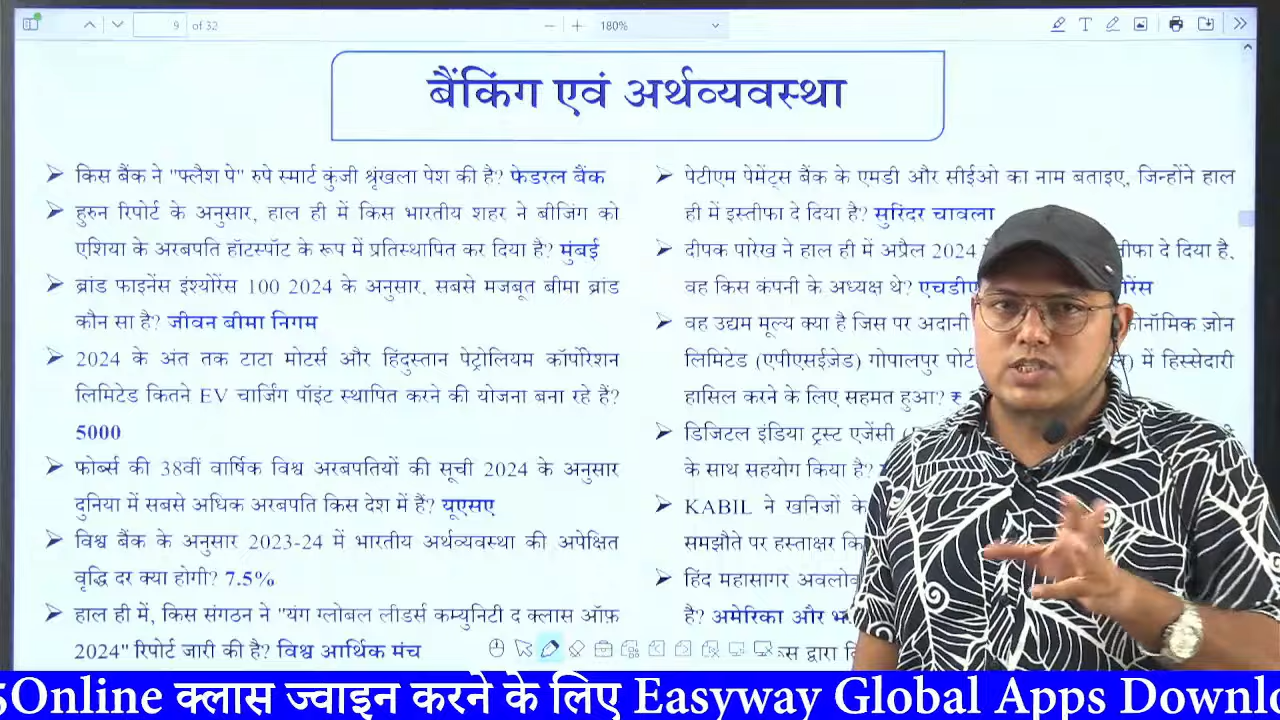 9 of 32
180%
बैंकिंग एवं अर्थव्यवस्था
➢ किस बैंक ने "फ्लैश पे" रुपे स्मार्ट कुंजी श्रृंखला पेश की है? फेडरल बैंक
➢ हुरुन रिपोर्ट के अनुसार, हाल ही में किस भारतीय शहर ने बीजिंग को
एशिया के अरबपति हॉटस्पॉट के रूप में प्रतिस्थापित कर दिया है? मुंबई
➢ ब्रांड फाइनेंस इंश्योरेंस 100 2024 के अनुसार, सबसे मजबूत बीमा ब्रांड
कौन सा है? जीवन बीमा निगम
➢ 2024 के अंत तक टाटा मोटर्स और हिंदुस्तान पेट्रोलियम कॉर्पोरेशन
लिमिटेड कितने EV चार्जिंग पॉइंट स्थापित करने की योजना बना रहे हैं?
5000
➢ फोर्ब्स की 38वीं वार्षिक विश्व अरबपतियों की सूची 2024 के अनुसार
दुनिया में सबसे अधिक अरबपति किस देश में हैं? यूएसए
➢ विश्व बैंक के अनुसार 2023-24 में भारतीय अर्थव्यवस्था की अपेक्षित
वृद्धि दर क्या होगी? 7.5%
➢ हाल ही में, किस संगठन ने "यंग ग्लोबल लीडर्स कम्युनिटी द क्लास ऑफ़
2024" रिपोर्ट जारी की है? विश्व आर्थिक मंच
➢ पेटीएम पेमेंट्स बैंक के एमडी और सीईओ का नाम बताइए, जिन्होंने हाल
ही में इस्तीफा दे दिया है? सुरिंदर चावला
➢ दीपक पारेख ने हाल ही में अप्रैल 2024 तीफा दे दिया है,
वह किस कंपनी के अध्यक्ष थे?
➢ वह उद्यम मूल्य क्या है जिस पर अदानी जोन
लिमिटेड (एपीएसईज़ेड) गोपालपुर पोर्ट में हिस्सेदारी
हासिल करने के लिए सहमत हुआ? ₹
➢ डिजिटल इंडिया ट्रस्ट एजेंसी
के साथ सहयोग किया है?
➢ KABIL ने खनिजों के
समझौते पर हस्ताक्षर
➢ हिंद महासागर
है? अमेरिका और
द्वारा
Online क्लास ज्वाइन करने के लिए Easyway Global Apps